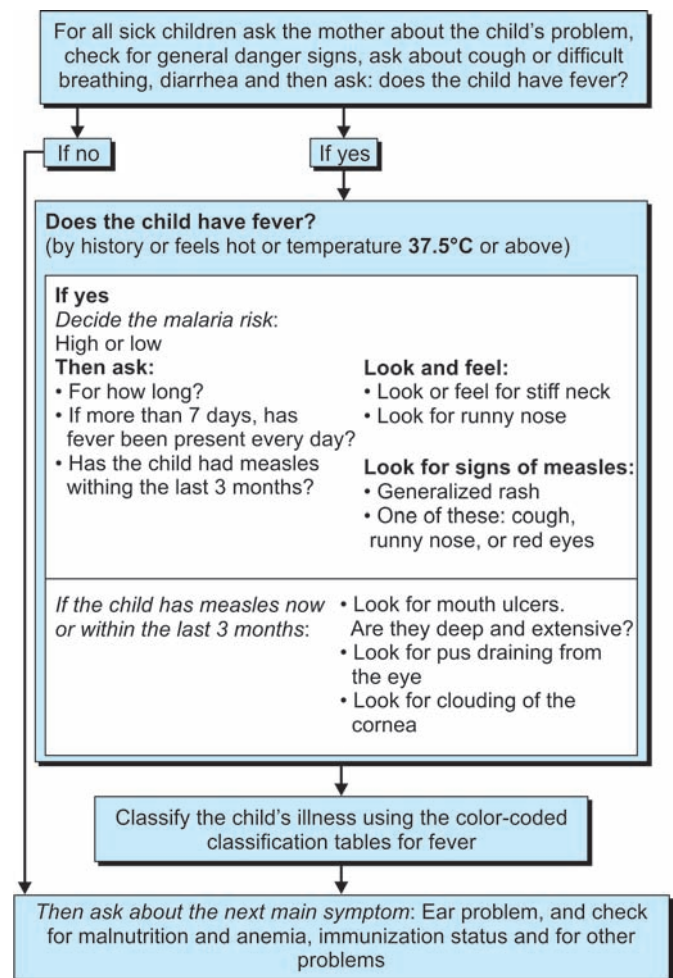 For all sick children ask the mother about the child's problem,
check for general danger signs, ask about cough or difficult
breathing, diarrhea and then ask: does the child have fever?
If no
If yes
Does the child have fever?
(by history or feels hot or temperature 37.5°C or above)
If yes
Decide the malaria risk:
High or low
Then ask:
• For how long?
• If more than 7 days, has
fever been present every day?
• Has the child had measles
withing the last 3 months?
Look and feel:
• Look or feel for stiff neck
• Look for runny nose
Look for signs of measles:
• Generalized rash
• One of these: cough,
runny nose, or red eyes
If the child has measles now
or within the last 3 months:
• Look for mouth ulcers.
Are they deep and extensive?
• Look for pus draining from
the eye
• Look for clouding of the
cornea
Classify the child's illness using the color-coded
classification tables for fever
Then ask about the next main symptom: Ear problem, and check
for malnutrition and anemia, immunization status and for other
problems